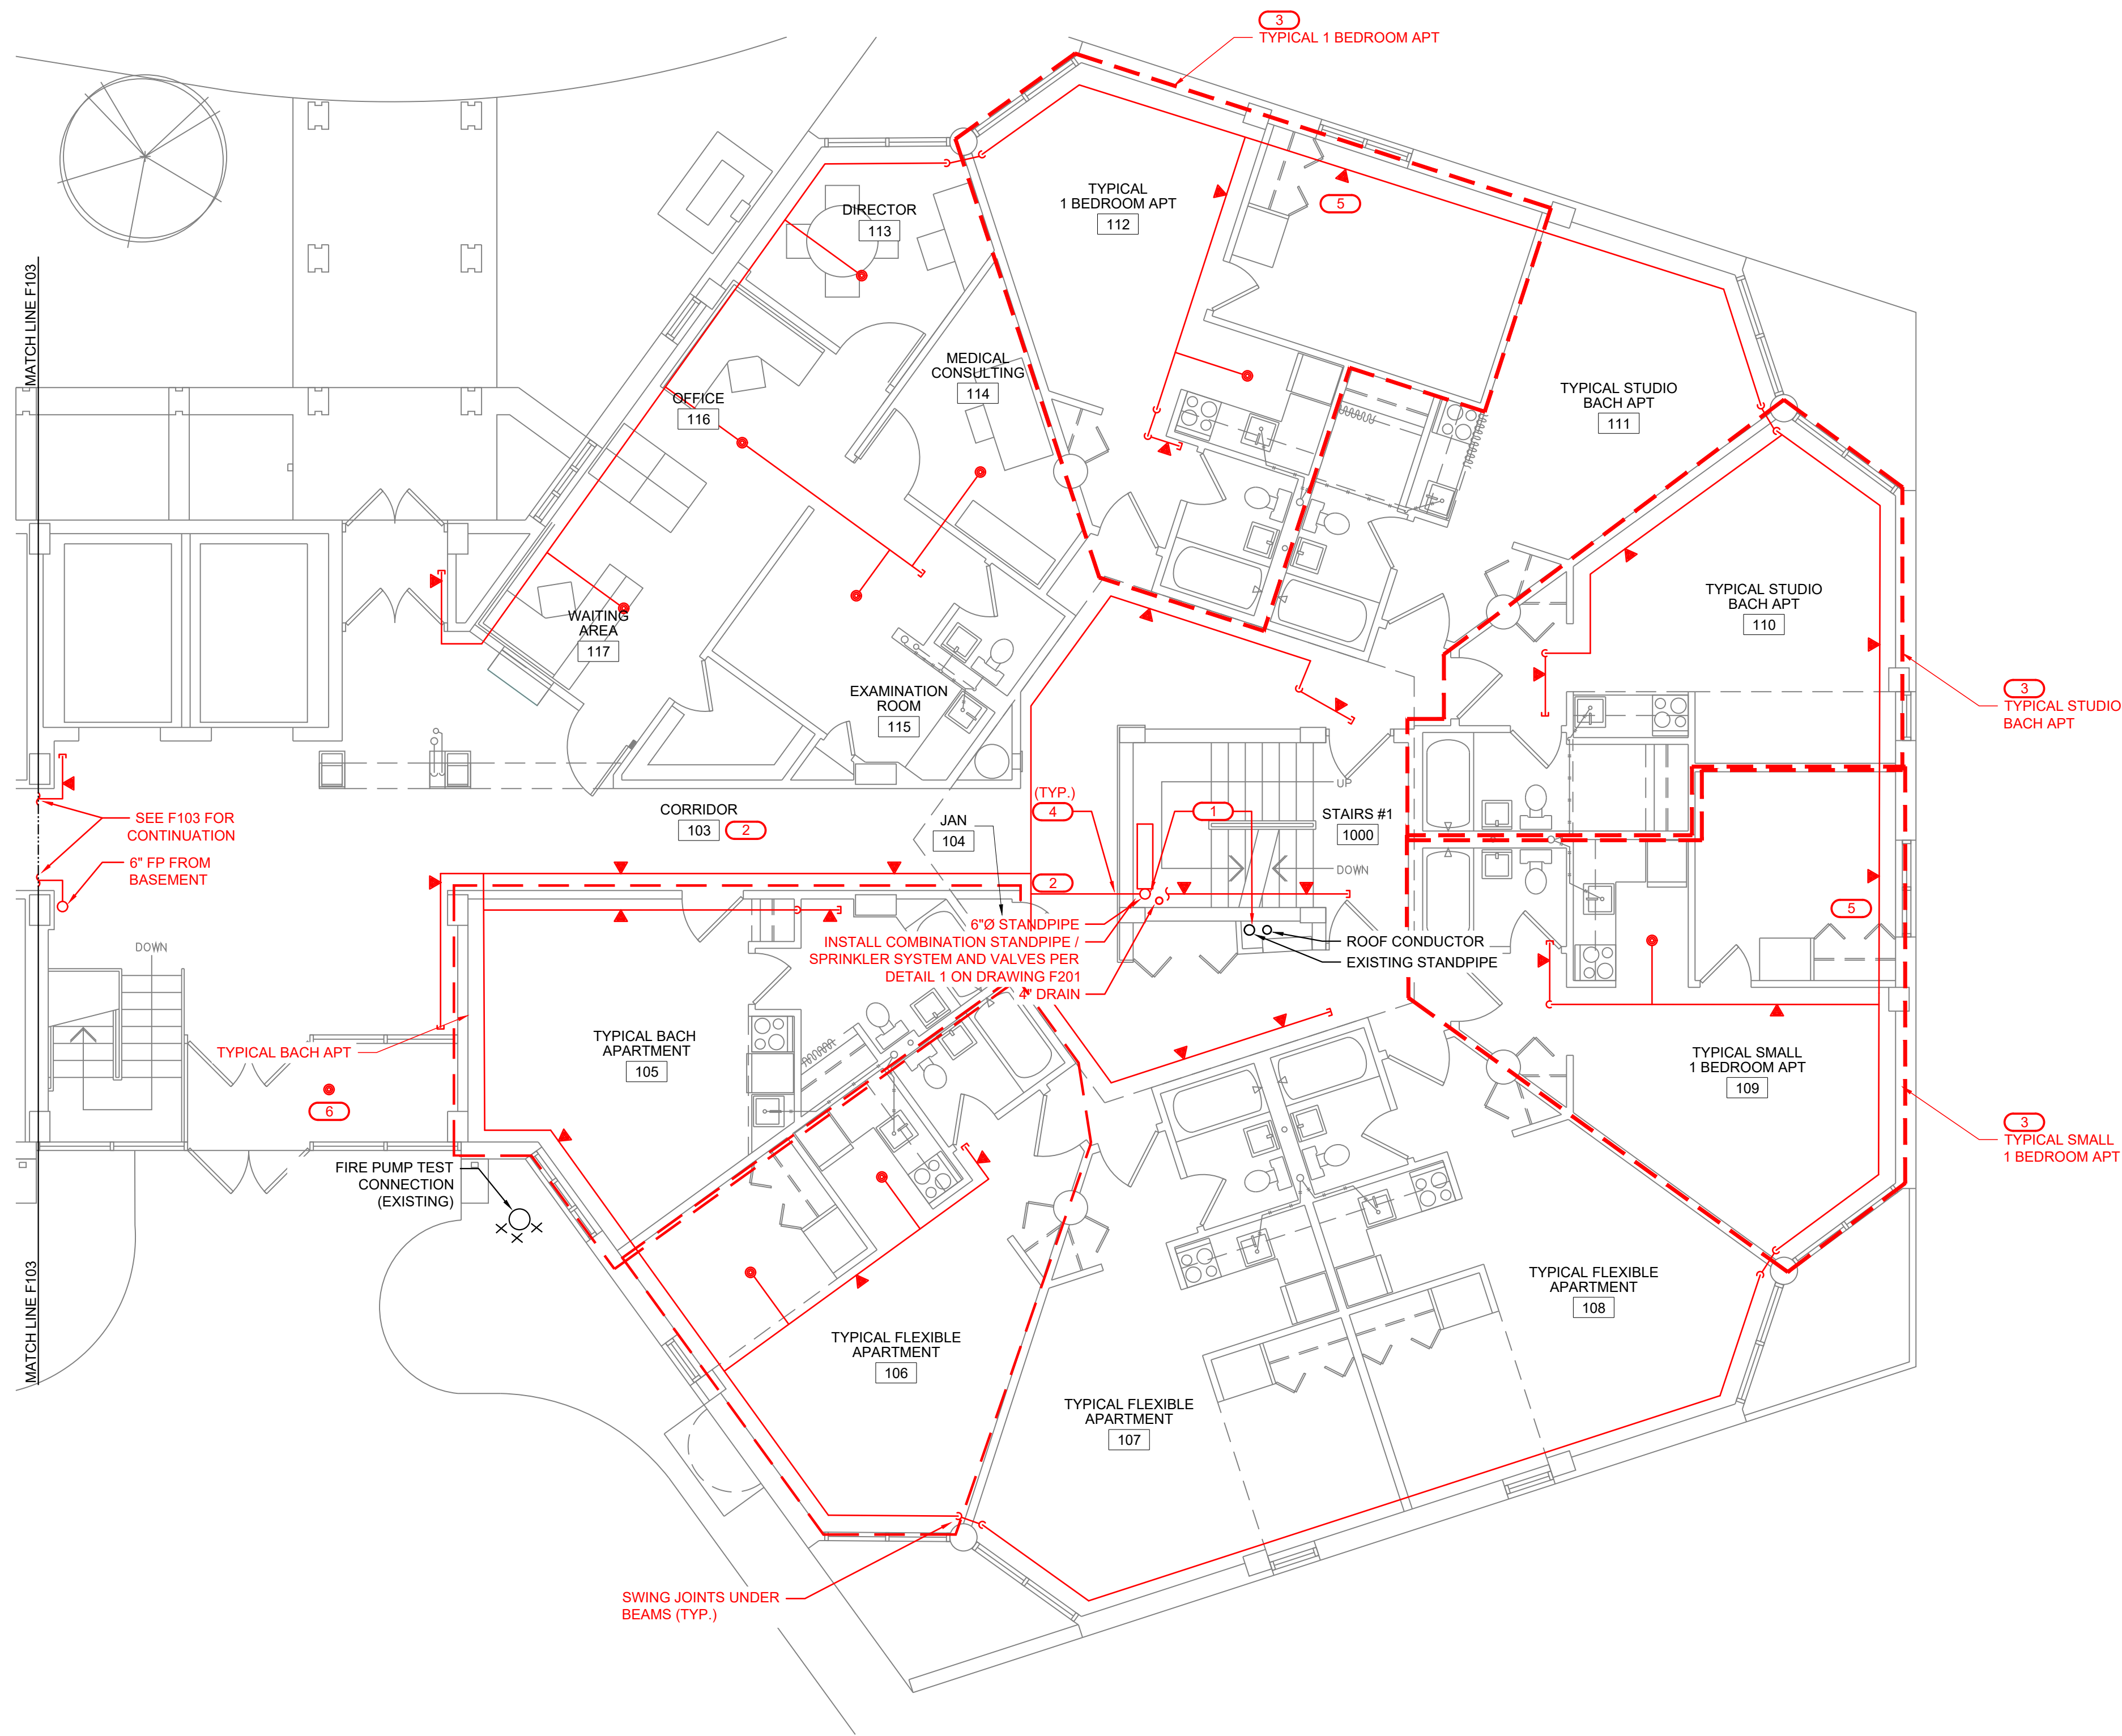 3
TYPICAL 1 BEDROOM APT
TYPICAL
1 BEDROOM APT
112
5
DIRECTOR
113
MATCH LINE F103
MEDICAL
CONSULTING
114
OFFICE
116
TYPICAL STUDIO
BACH APT
111
TYPICAL STUDIO
BACH APT
110
WAITING
AREA
117
EXAMINATION
ROOM
115
3
TYPICAL STUDIO
BACH APT
SEE F103 FOR
CONTINUATION
6" FP FROM
BASEMENT
CORRIDOR
103
2
JAN
104
(TYP.)
4
1
UP
STAIRS #1
1000
DOWN
2
6"Ø STANDPIPE
INSTALL COMBINATION STANDPIPE /
SPRINKLER SYSTEM AND VALVES PER
DETAIL 1 ON DRAWING F201
4" DRAIN
ROOF CONDUCTOR
EXISTING STANDPIPE
5
DOWN
TYPICAL BACH APT
TYPICAL BACH
APARTMENT
105
TYPICAL SMALL
1 BEDROOM APT
109
6
3
TYPICAL SMALL
1 BEDROOM APT
FIRE PUMP TEST
CONNECTION
(EXISTING)
MATCH LINE F103
TYPICAL FLEXIBLE
APARTMENT
106
TYPICAL FLEXIBLE
APARTMENT
108
TYPICAL FLEXIBLE
APARTMENT
107
SWING JOINTS UNDER
BEAMS (TYP.)